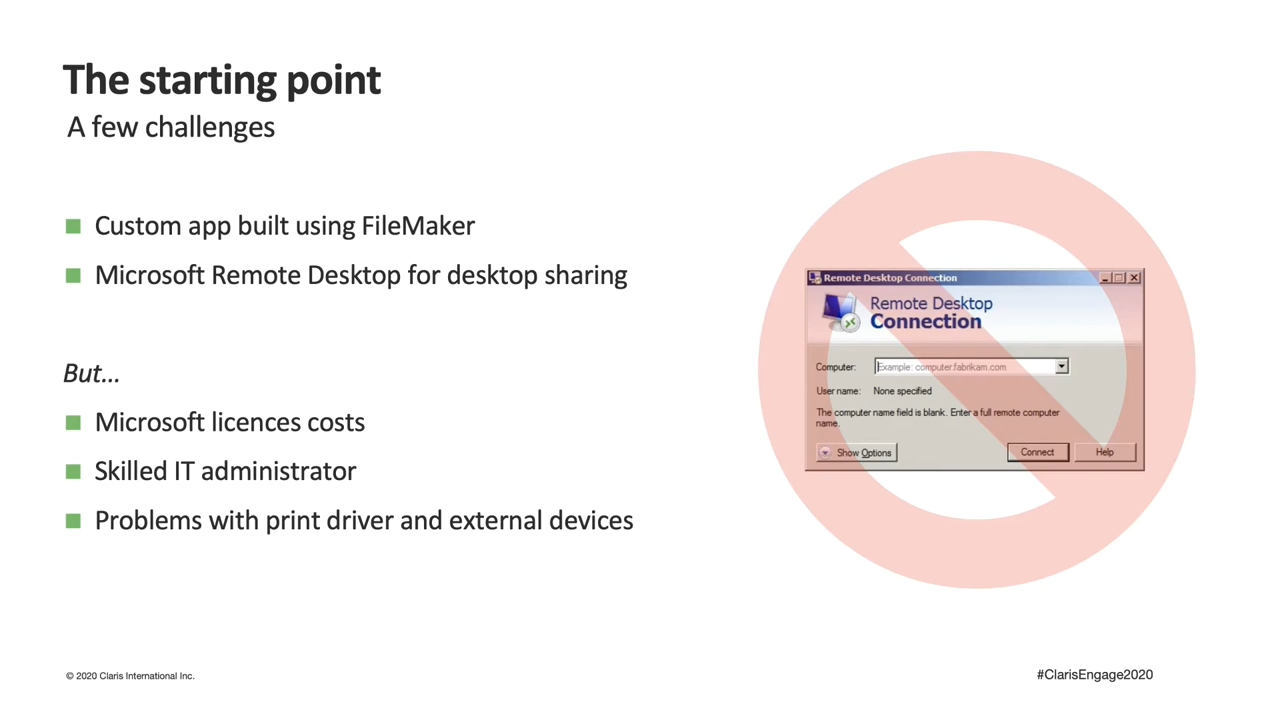 The starting point
A few challenges
Custom app built using FileMaker
Microsoft Remote Desktop for desktop sharing
But...
Microsoft licences costs
Skilled IT administrator
Problems with print driver and external devices
Remote Desktop Connection
Remote Desktop
Connection
Computer: Example: computer.fabrikam.com
User name: None specified
The computer name field is blank. Enter a full remote computer
name.
Show Options Connect Help
© 2020 Claris International Inc.
#ClarisEngage2020